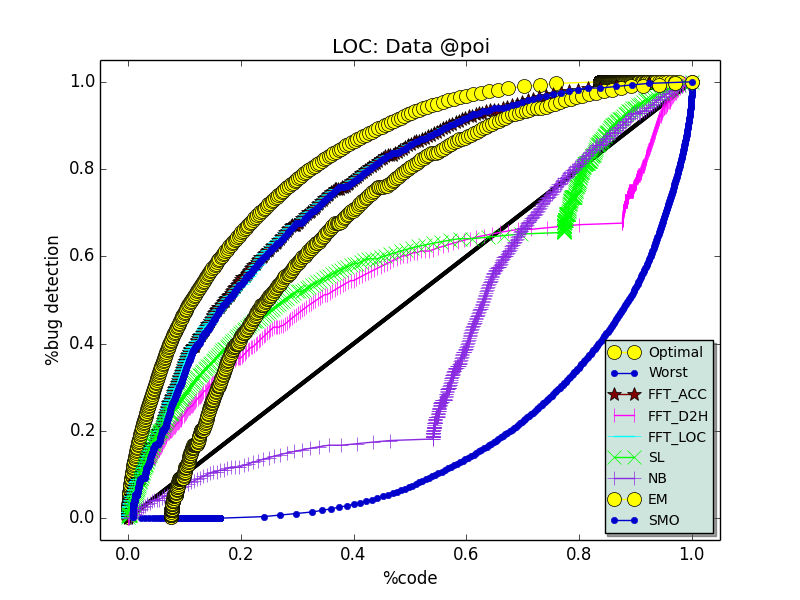 LOC: Data @poi
1.0
0.8
0.6
0.4
0.2
0.0
%bug detection
0.0 0.2 0.4 0.6 0.8 1.0
%code
Optimal
Worst
FFT_ACC
FFT_D2H
FFT_LOC
SL
NB
EM
SMO